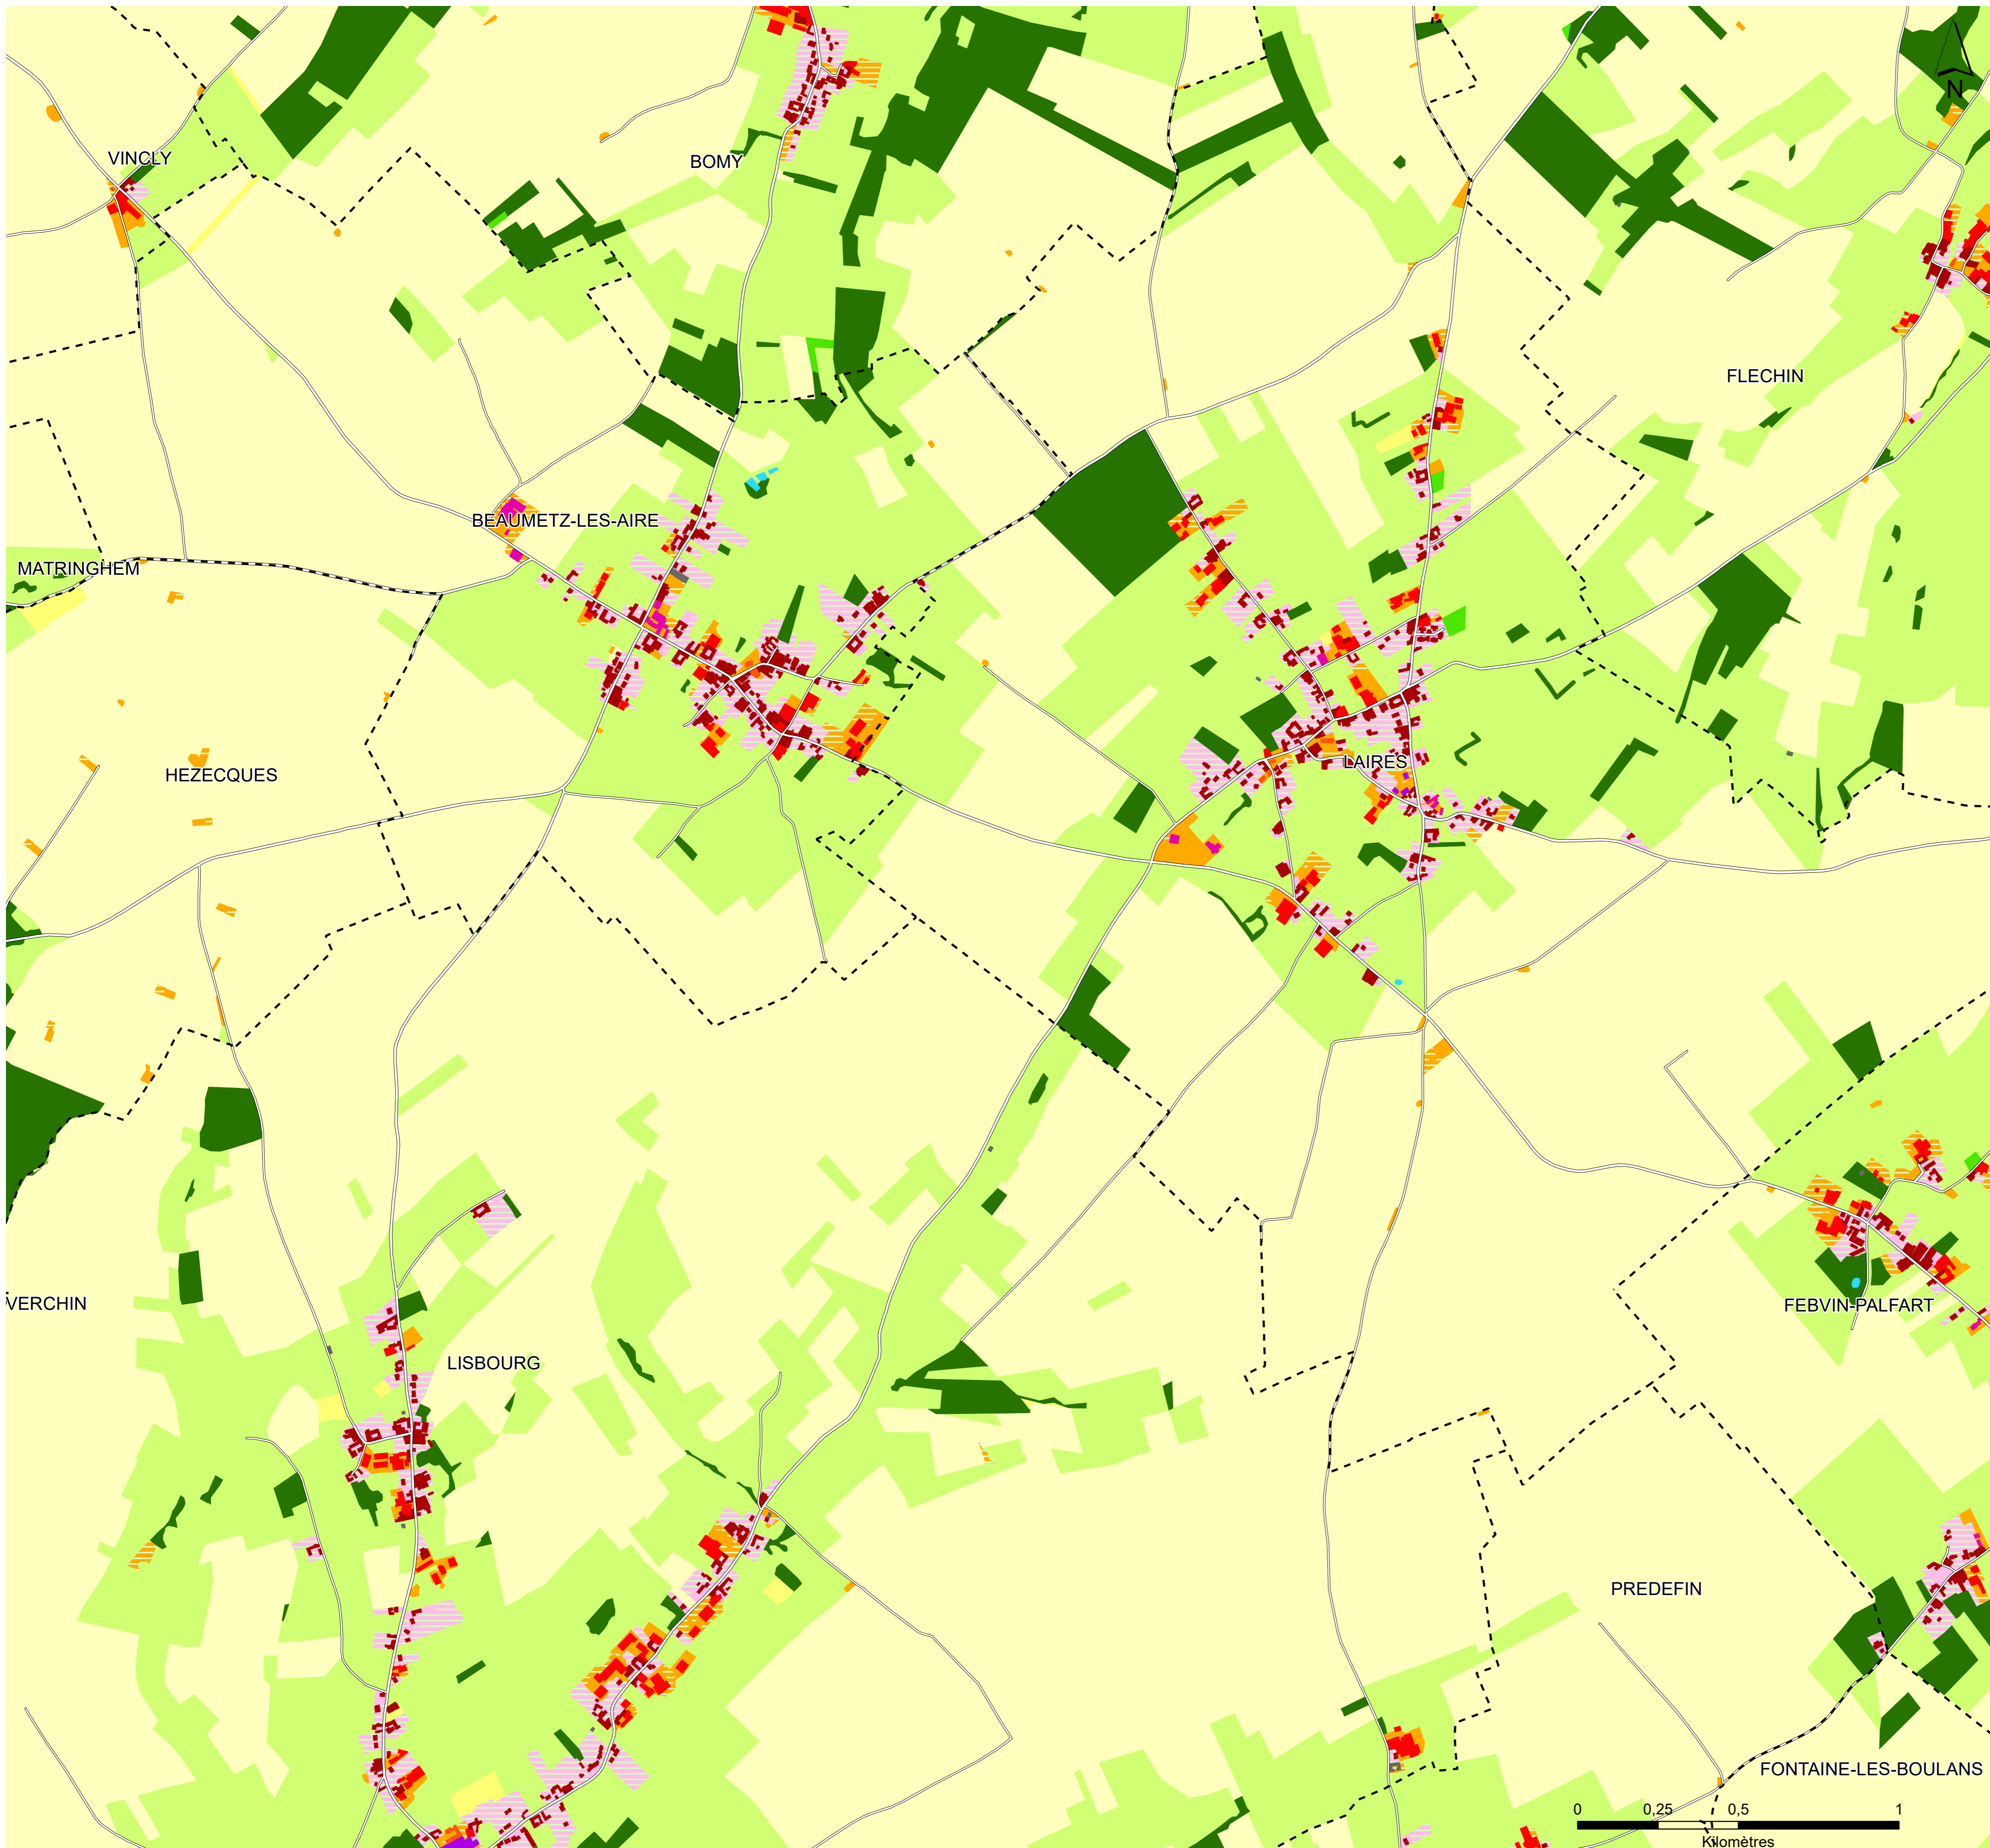 N
VINCLY
BOMY
FLECHIN
BEAUMETZ-LES-AIRE
MATRINGHEM
LAIRES
HEZECQUES
VERCHIN
FEBVIN-PALFART
LISBOURG
PREDEFIN
FONTAINE-LES-BOULANS
0 0,25 0,5 1
Kilomètres